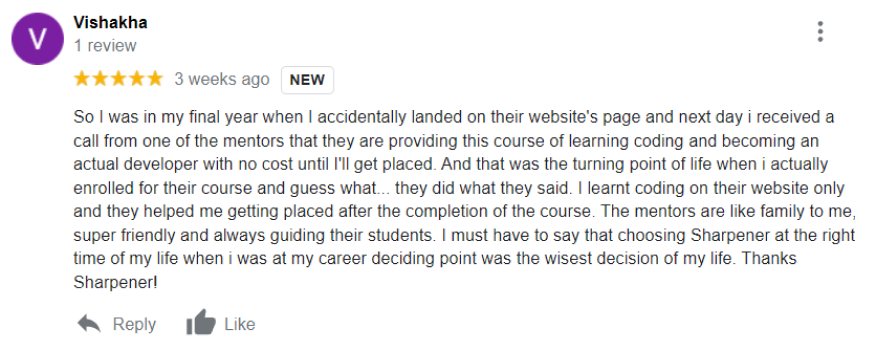 V
Vishakha
1 review
3 weeks ago NEW
So I was in my final year when I accidentally landed on their website's page and next day i received a
call from one of the mentors that they are providing this course of learning coding and becoming an
actual developer with no cost until I'll get placed. And that was the turning point of life when i actually
enrolled for their course and guess what... they did what they said. I learnt coding on their website only
and they helped me getting placed after the completion of the course. The mentors are like family to me,
super friendly and always guiding their students. I must have to say that choosing Sharpener at the right
time of my life when i was at my career deciding point was the wisest decision of my life. Thanks
Sharpener!
Reply Like